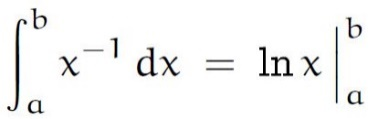 ∫_a^b x^{-1} dx = ln x |_a^b